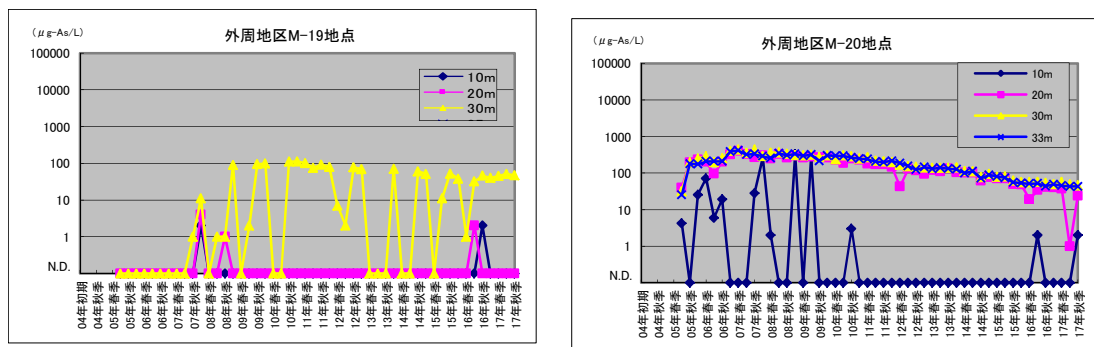 (μg-As/L)
外周地区M-19地点
100000
10000
1000
100
10
1
N.D.
10m
20m
30m
04年初期
04年秋季
05年春季
05年秋季
06年春季
06年秋季
07年春季
07年秋季
08年春季
08年秋季
09年春季
09年秋季
10年春季
10年秋季
11年春季
11年秋季
12年春季
12年秋季
13年春季
13年秋季
14年春季
14年秋季
15年春季
15年秋季
16年春季
16年秋季
17年春季
17年秋季
(μg-As/L)
外周地区M-20地点
100000
10000
1000
100
10
1
N.D.
10m
20m
30m
33m
04年初期
04年秋季
05年春季
05年秋季
06年春季
06年秋季
07年春季
07年秋季
08年春季
08年秋季
09年春季
09年秋季
10年春季
10年秋季
11年春季
11年秋季
12年春季
12年秋季
13年春季
13年秋季
14年春季
14年秋季
15年春季
15年秋季
16年春季
16年秋季
17年春季
17年秋季